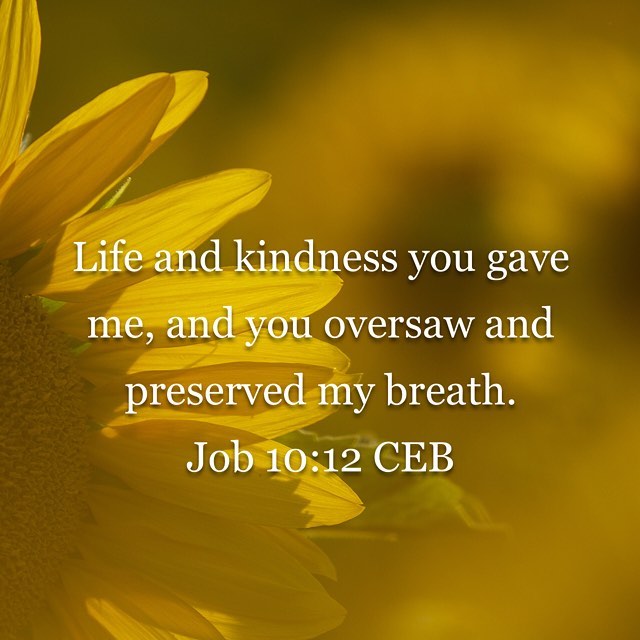 Life and kindness you gave
me, and you oversaw and
preserved my breath.
Job 10:12 CEB